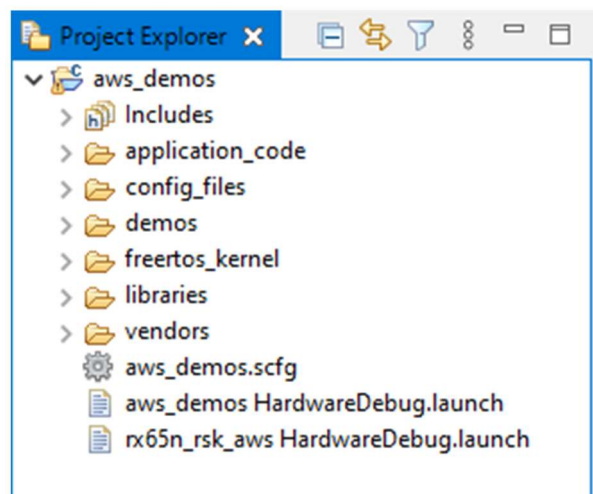 Project Explorer
aws_demos
Includes
application_code
config_files
demos
freertos_kernel
libraries
vendors
aws_demos.scfg
aws_demos HardwareDebug.launch
rx65n_rsk_aws HardwareDebug.launch